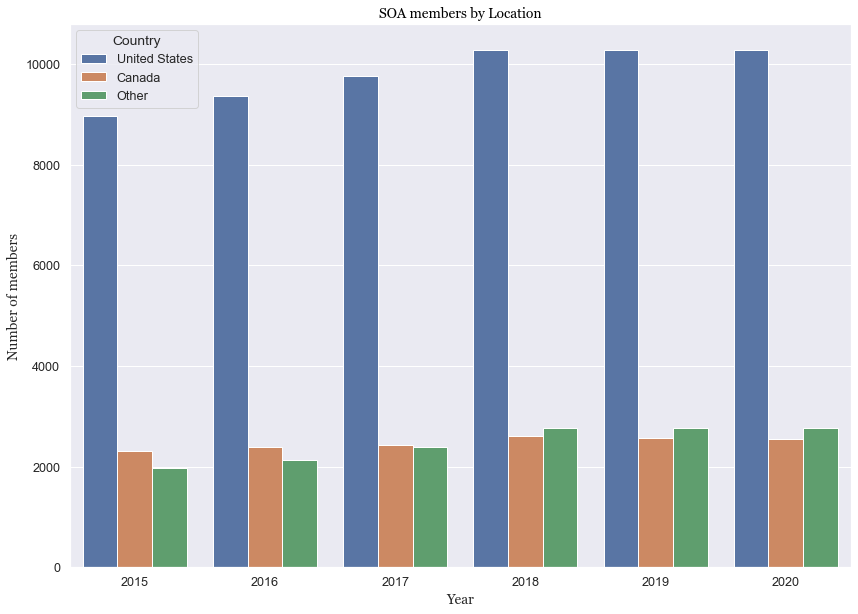 SOA members by Location
Country
United States
Canada
Other
10000
8000
6000
4000
2000
0
Number of members
2015 2016 2017 2018 2019 2020
Year